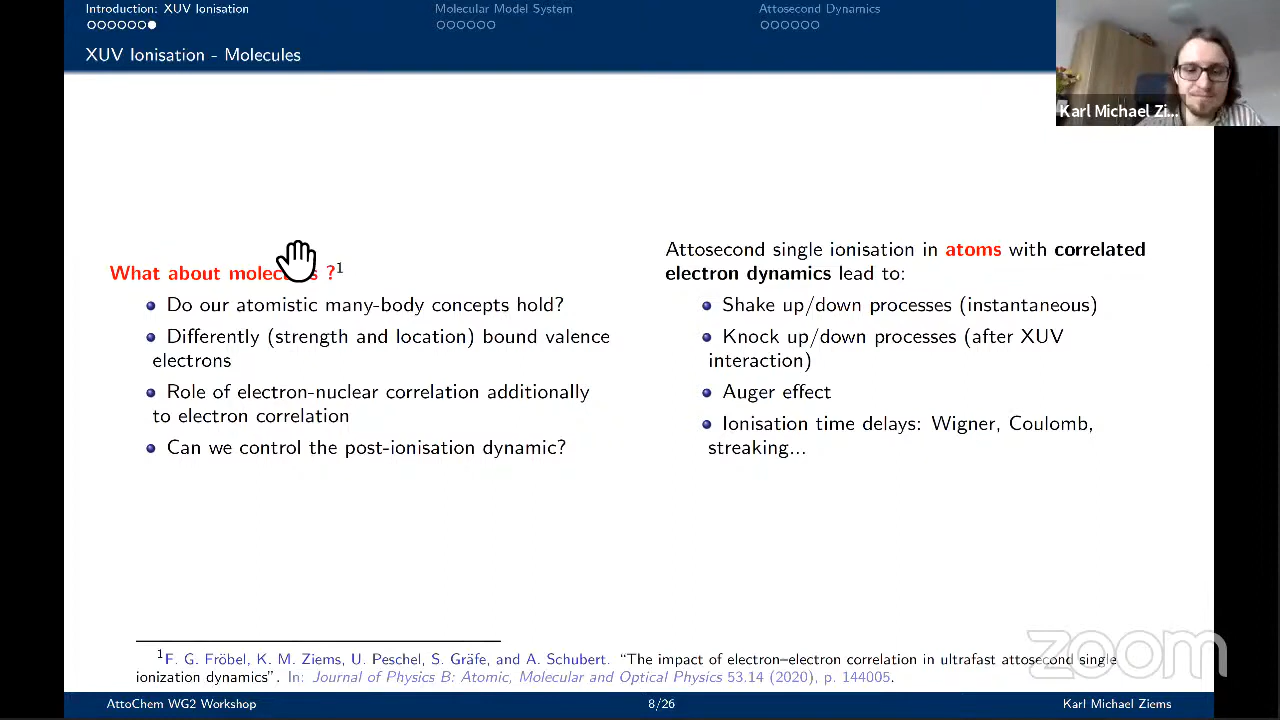 Introduction: XUV Ionisation
Molecular Model System
Attosecond Dynamics
XUV Ionisation - Molecules
Karl Michael Zi...
What about ?1
Do our atomistic many-body concepts hold?
Differently (strength and location) bound valence
electrons
Role of electron-nuclear correlation additionally
to electron correlation
Can we control the post-ionisation dynamic?
Attosecond single ionisation in atoms with correlated
electron dynamics lead to:
Shake up/down processes (instantaneous)
Knock up/down processes (after XUV
interaction)
Auger effect
Ionisation time delays: Wigner, Coulomb,
streaking...
1F. G. Fröbel, K. M. Ziems, U. Peschel, S. Gräfe, and A. Schubert. "The impact of electron–electron correlation in ultrafast attosecond single
ionization dynamics". In: Journal of Physics B: Atomic, Molecular and Optical Physics 53.14 (2020), p. 144005.
zoom
AttoChem WG2 Workshop
8/26
Karl Michael Ziems